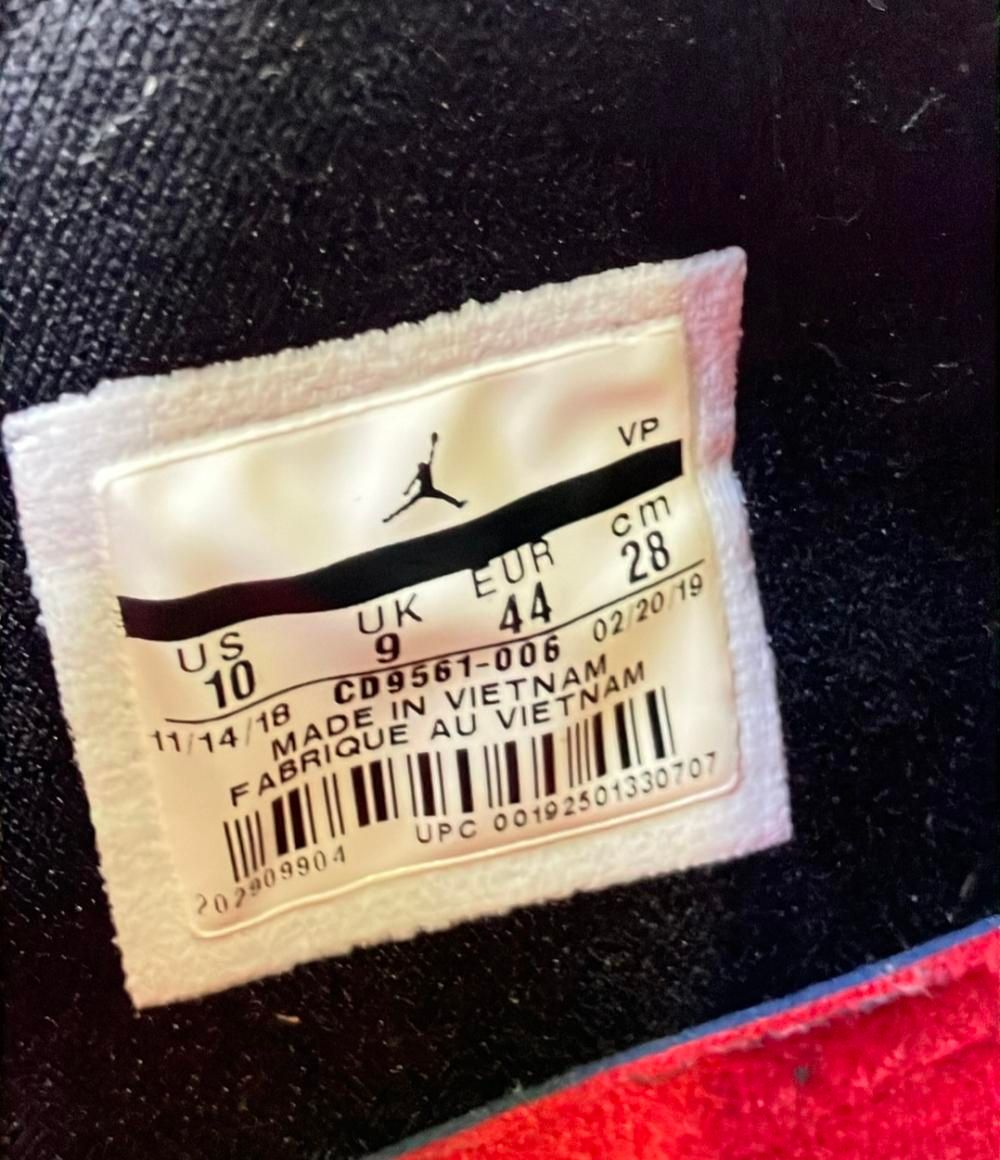 VP
US UK EUR cm
10 9 44 28
11/14/18 CD9561-006 02/20/19
MADE IN VIETNAM
FABRIQUE AU VIETNAM
UPC 00192501330707
202909904